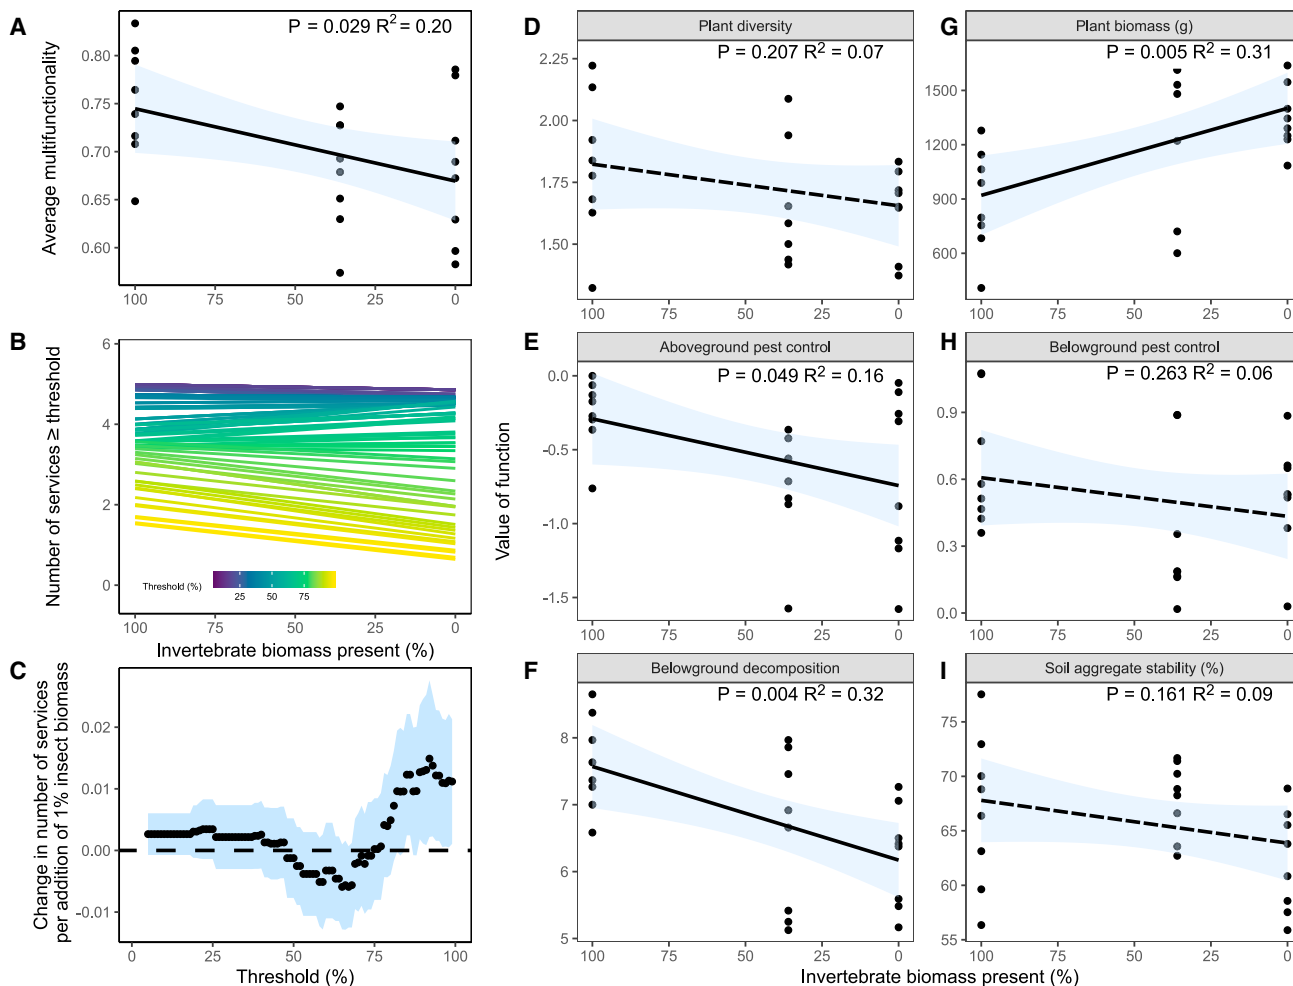 A
P = 0.029 R2 = 0.20
Average multifunctionality
0.80
0.75
0.70
0.65
0.60
100
75
50
25
0
B
Number of services ≥ threshold
6
4
2
0
Threshold (%)
25
50
75
100
75
50
25
0
Invertebrate biomass present (%)
C
Change in number of services
per addition of 1% insect biomass
0.02
0.01
0.00
-0.01
0
25
50
75
100
Threshold (%)
D
Plant diversity
P = 0.207 R2 = 0.07
2.25
2.00
1.75
1.50
100
75
50
25
0
G
Plant biomass (g)
P = 0.005 R2 = 0.31
1500
1200
900
600
100
75
50
25
0
Value of function
E
Aboveground pest control
P = 0.049 R2 = 0.16
0.0
-0.5
-1.0
-1.5
100
75
50
25
0
H
Belowground pest control
P = 0.263 R2 = 0.06
0.9
0.6
0.3
0.0
100
75
50
25
0
F
Belowground decomposition
P = 0.004 R2 = 0.32
8
7
6
5
100
75
50
25
0
I
Soil aggregate stability (%)
P = 0.161 R2 = 0.09
75
70
65
60
55
100
75
50
25
0
Invertebrate biomass present (%)